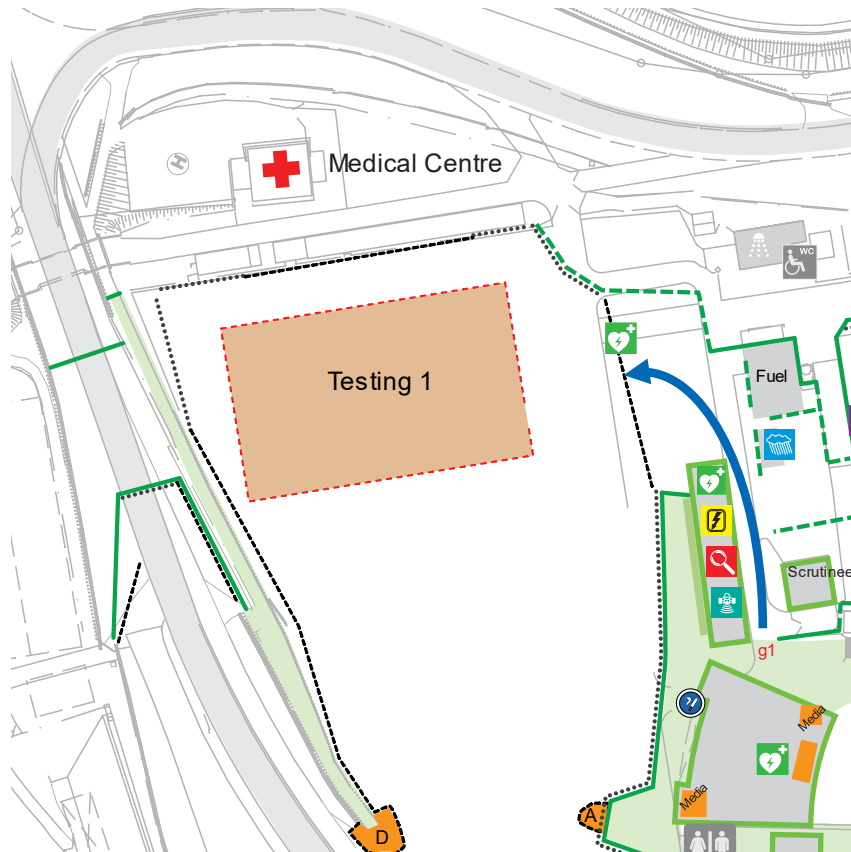 H
Medical Centre
WC
Testing 1
Fuel
Scrutinee
g1
Media
Media
A
D